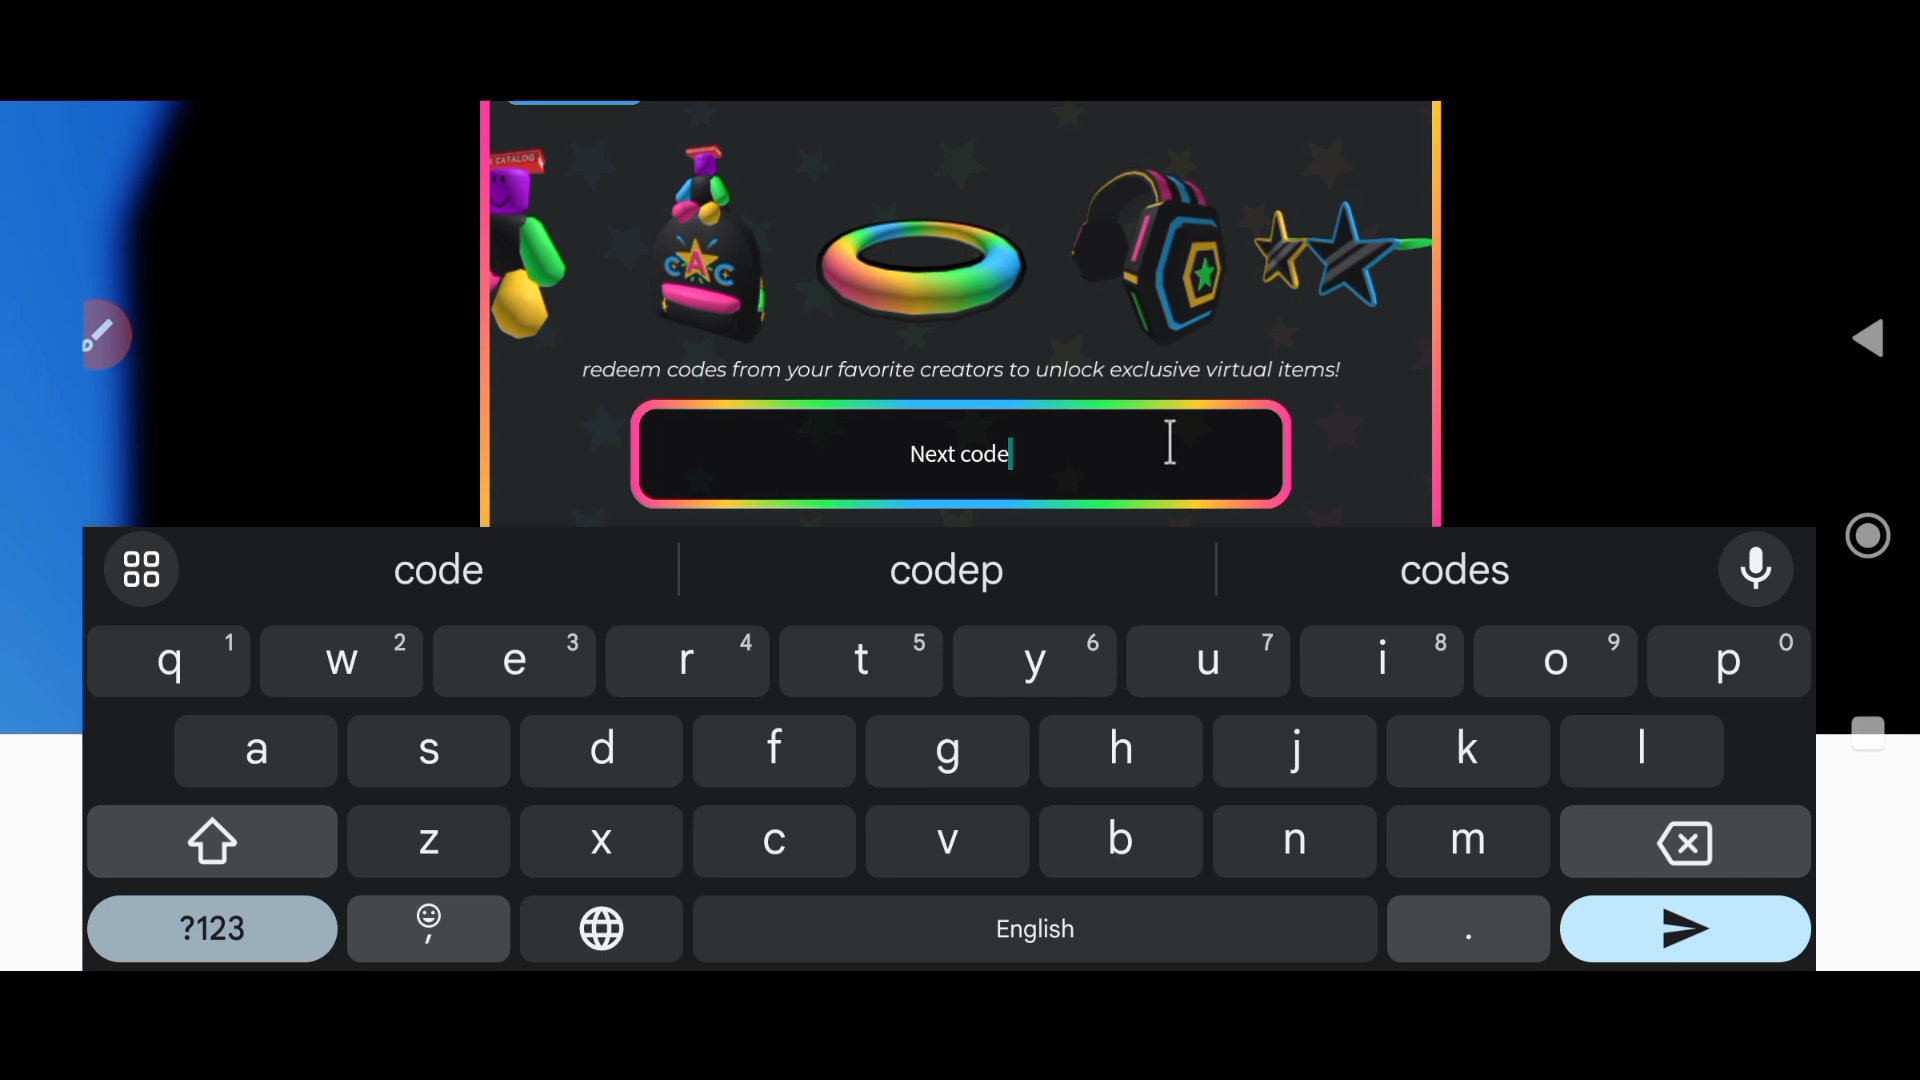 CATALOG
CAC
redeem codes from your favorite creators to unlock exclusive virtual items!
Next code
code codep codes
q 1 w 2 e 3 r 4 t 5 y 6 u 7 i 8 o 9 p 0
a s d f g h j k l
z x c v b n m
?123 , English .